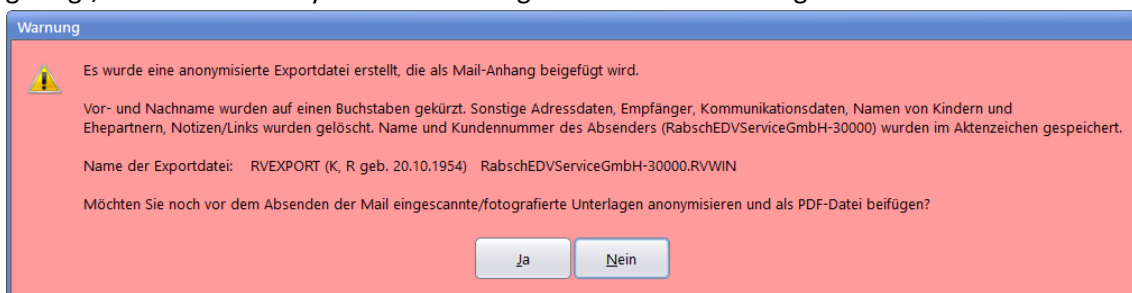 Warnung
Es wurde eine anonymisierte Exportdatei erstellt, die als Mail-Anhang beigefügt wird.
Vor- und Nachname wurden auf einen Buchstaben gekürzt. Sonstige Adressdaten, Empfänger, Kommunikationsdaten, Namen von Kindern und
Ehepartnern, Notizen/Links wurden gelöscht. Name und Kundennummer des Absenders (RabschEDVServiceGmbH-30000) wurden im Aktenzeichen gespeichert.
Name der Exportdatei: RVEXPORT (K, R geb. 20.10.1954) RabschEDVServiceGmbH-30000.RVWIN
Möchten Sie noch vor dem Absenden der Mail eingescannte/fotografierte Unterlagen anonymisieren und als PDF-Datei beifügen?
Ja Nein